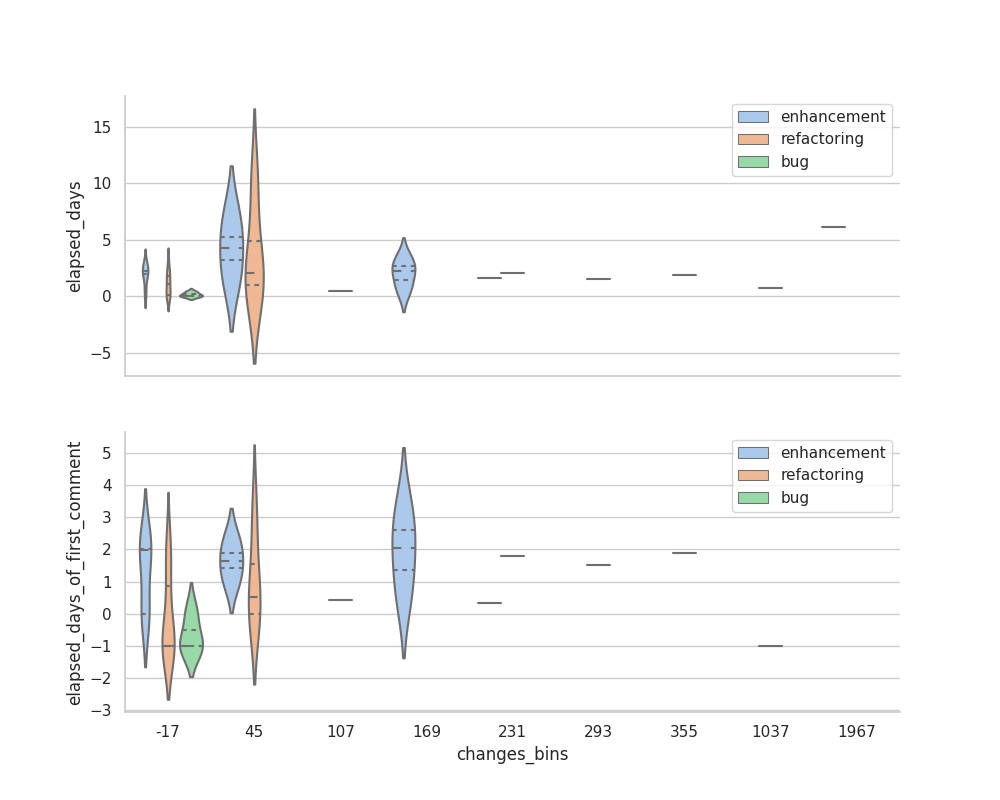 15
10
5
0
−5
elapsed_days
enhancement
refactoring
bug
5
4
3
2
1
0
−1
−2
−3
elapsed_days_of_first_comment
enhancement
refactoring
bug
-17 45 107 169 231 293 355 1037 1967
changes_bins